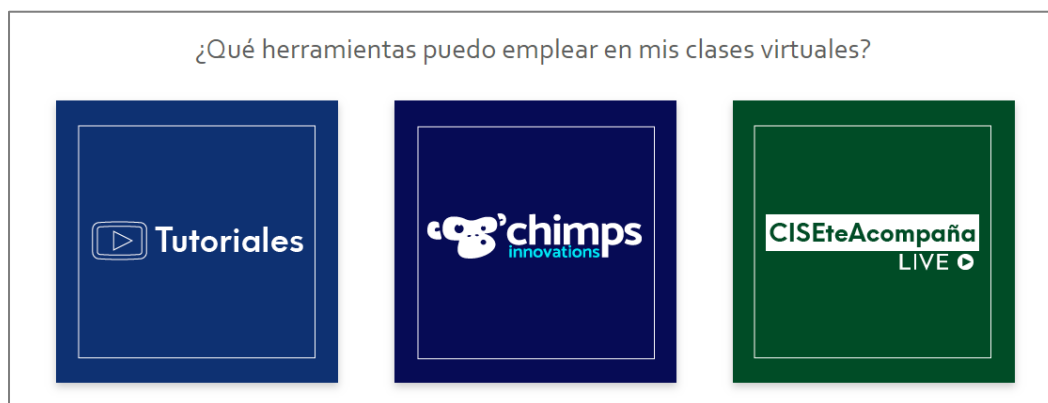 ¿Qué herramientas puedo emplear en mis clases virtuales?
Tutoriales
chimps
innovations
CISEteAcompaña
LIVE